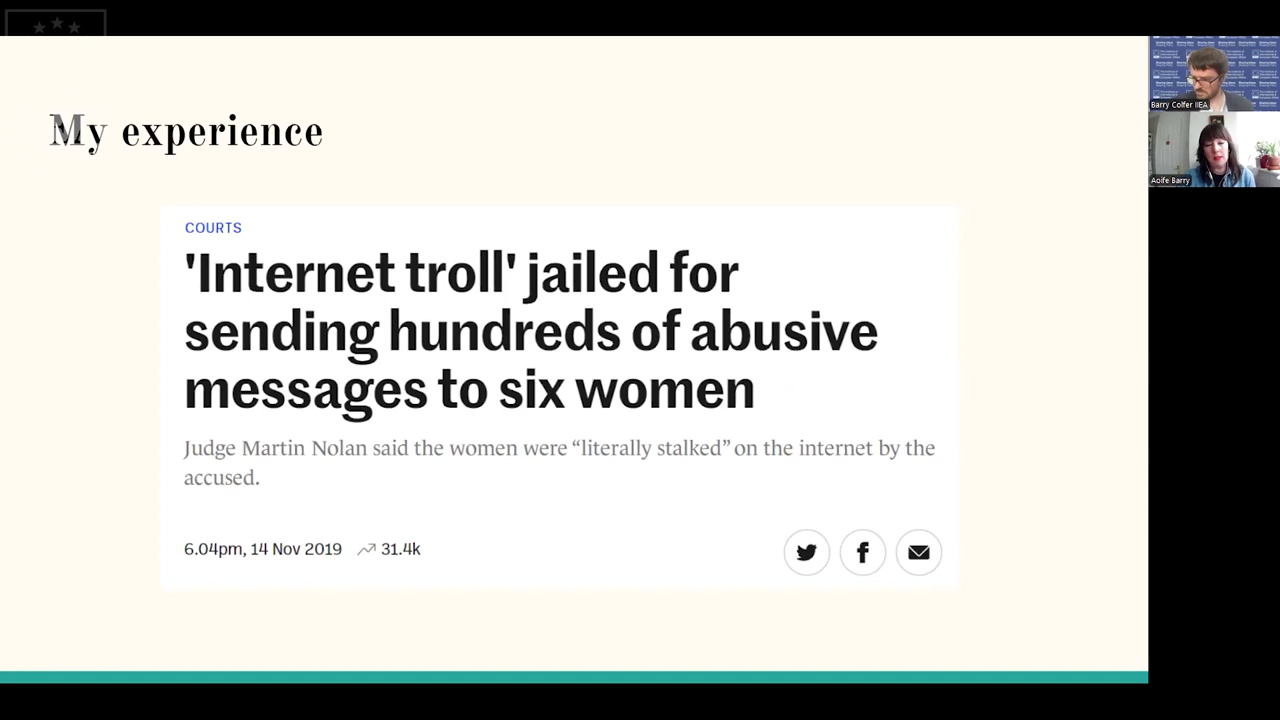 My experience
COURTS
'Internet troll' jailed for
sending hundreds of abusive
messages to six women
Judge Martin Nolan said the women were “literally stalked” on the internet by the
accused.
6.04pm, 14 Nov 2019 31.4k
Barry Colfer IIEA
Aoife Barry